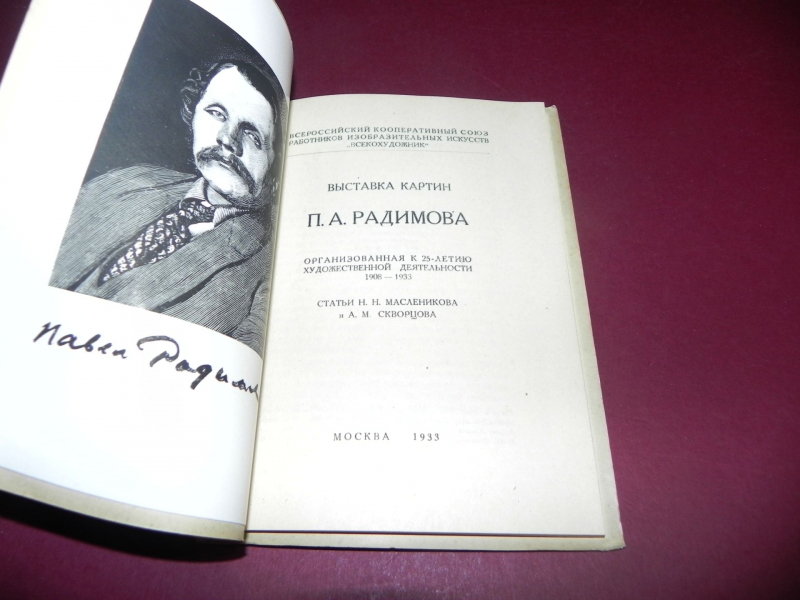 Павел Радимов
ВСЕРОССИЙСКИЙ КООПЕРАТИВНЫЙ СОЮЗ
РАБОТНИКОВ ИЗОБРАЗИТЕЛЬНЫХ ИСКУССТВ
„ВСЕКОХУДОЖНИК“
ВЫСТАВКА КАРТИН
П. А. РАДИМОВА
ОРГАНИЗОВАННАЯ К 25-ЛЕТИЮ
ХУДОЖЕСТВЕННОЙ ДЕЯТЕЛЬНОСТИ
1908 — 1933
СТАТЬИ Н. Н. МАСЛЕНИКОВА
и А. М. СКВОРЦОВА
МОСКВА 1933